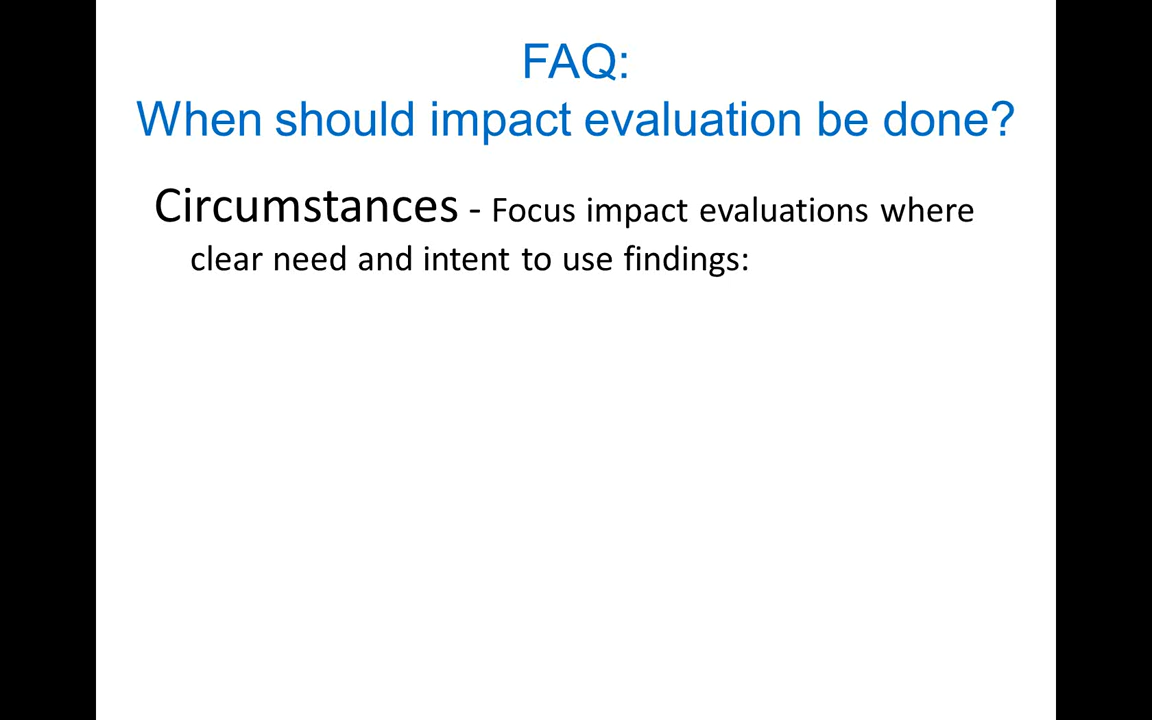 FAQ:
When should impact evaluation be done?
Circumstances - Focus impact evaluations where
clear need and intent to use findings: